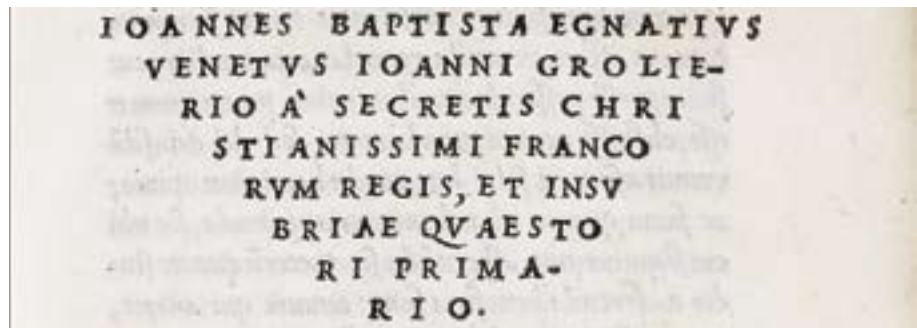 IOANNES BAPTISTA EGNATIVS
VENETVS IOANNI GROLIE-
RIO A' SECRETIS CHRI
STIANISSIMI FRANCO
RVM REGIS, ET INSV
BRIAE QVAESTO
RI PRIMA-
RIO.